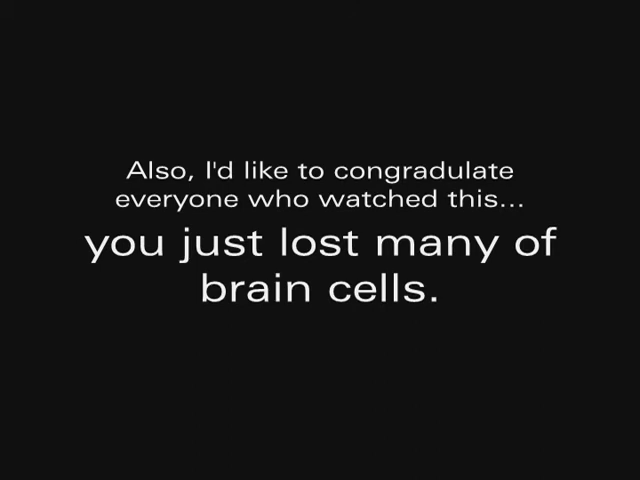 Also, I'd like to congradulate
everyone who watched this...
you just lost many of
brain cells.